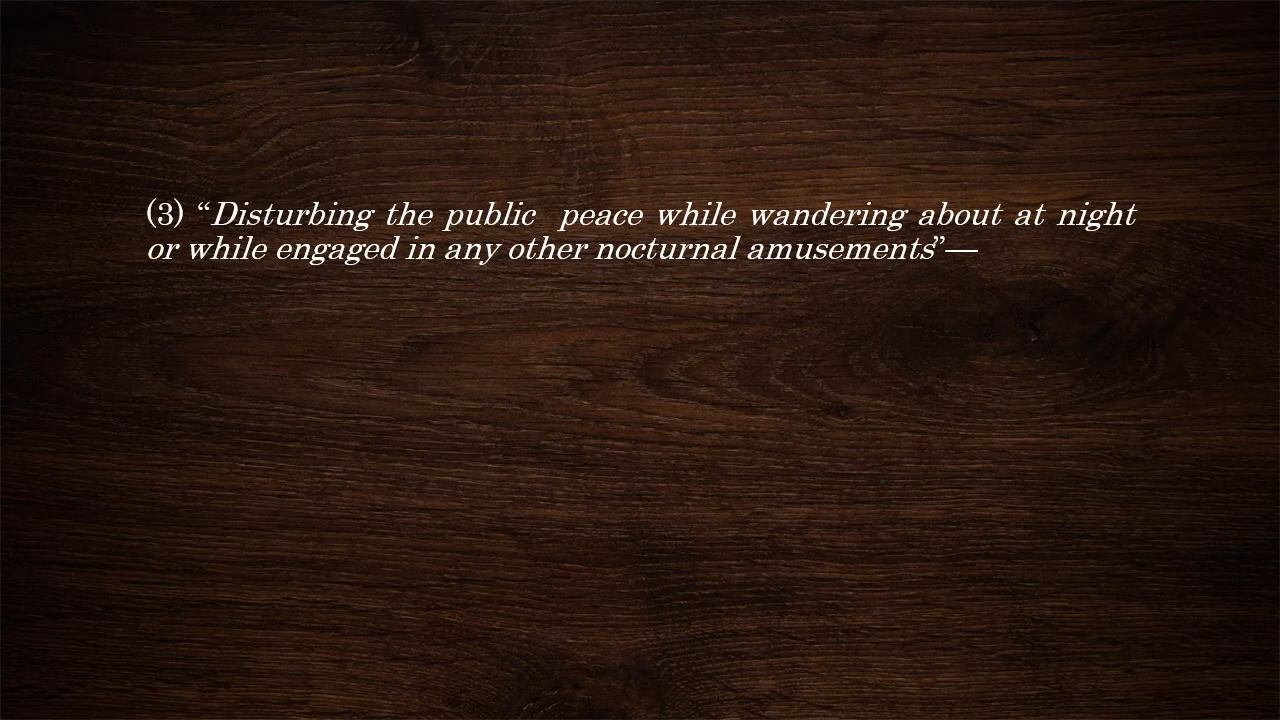 (3) “Disturbing the public  peace while wandering about at night
or while engaged in any other nocturnal amusements”—